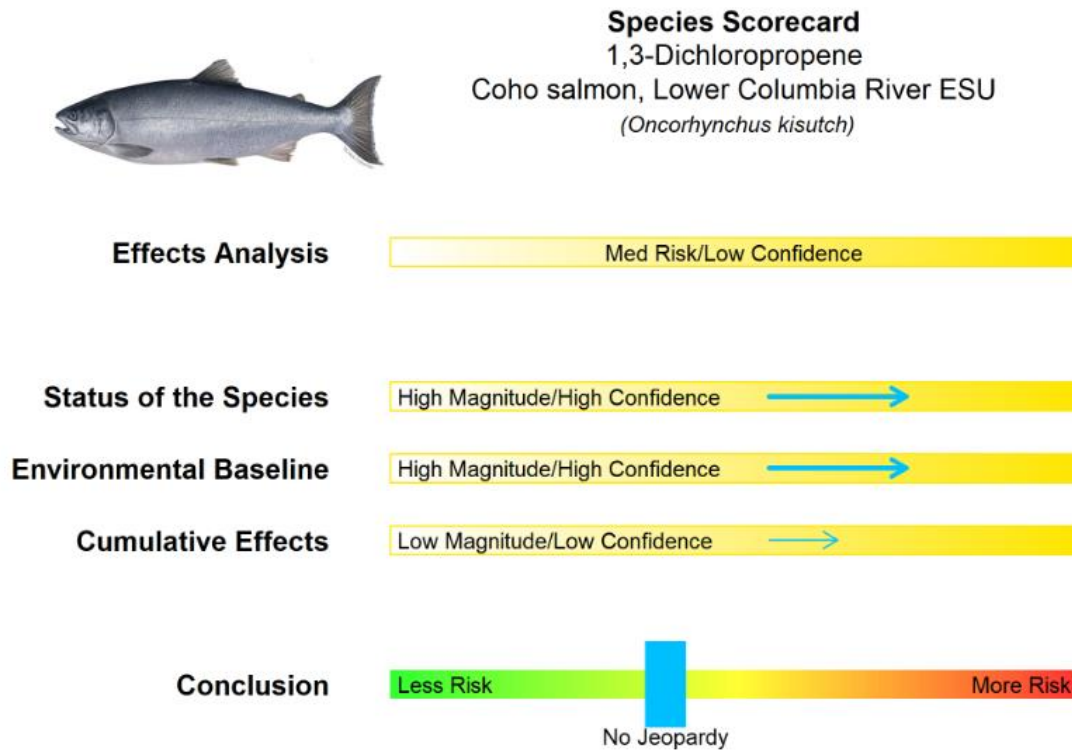 Species Scorecard
1,3-Dichloropropene
Coho salmon, Lower Columbia River ESU
(Oncorhynchus kisutch)
Effects Analysis
Med Risk/Low Confidence
Status of the Species
High Magnitude/High Confidence
Environmental Baseline
High Magnitude/High Confidence
Cumulative Effects
Low Magnitude/Low Confidence
Conclusion
Less Risk
More Risk
No Jeopardy